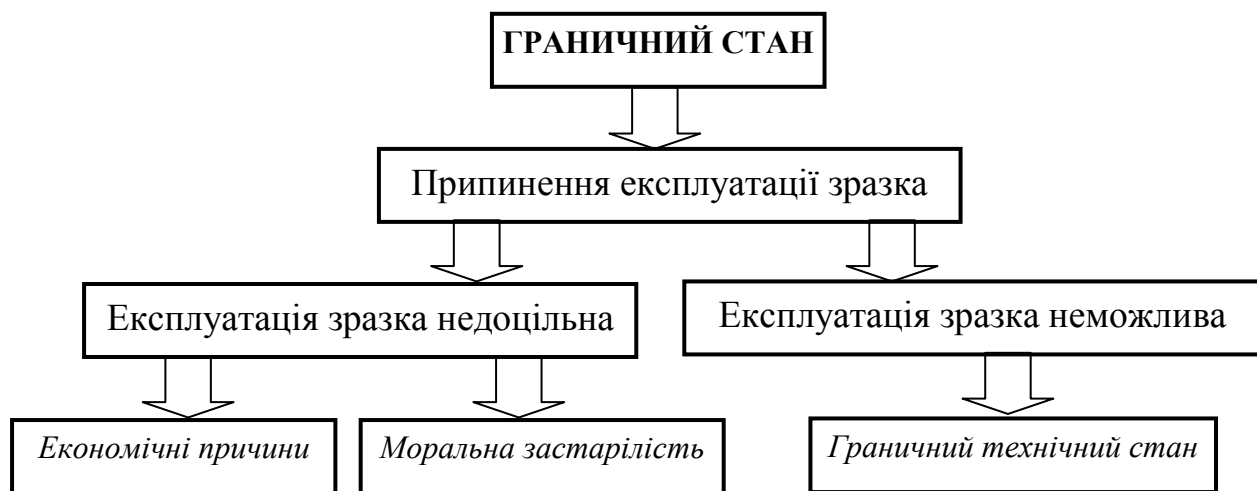 ГРАНИЧНИЙ СТАН
Припинення експлуатації зразка
Експлуатація зразка недоцільна
Експлуатація зразка неможлива
Економічні причини
Моральна застарілість
Граничний технічний стан